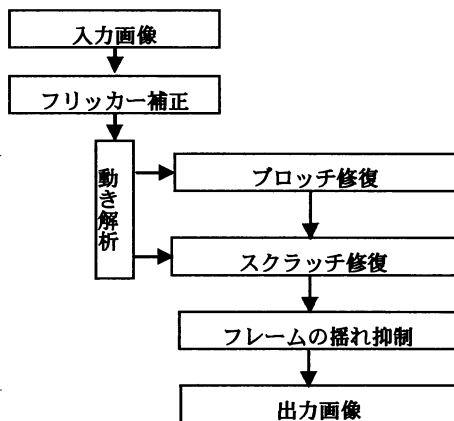 入力画像
フリッカー補正
動き解析
ブロッチ修復
スクラッチ修復
フレームの揺れ抑制
出力画像